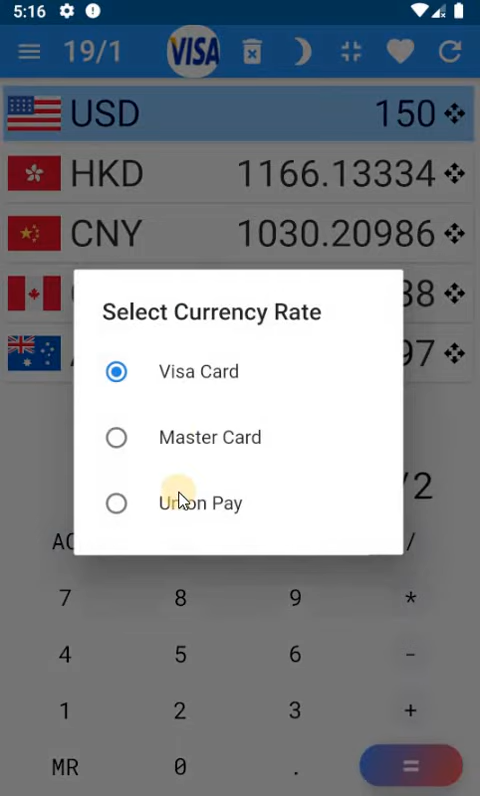 5:16
19/1 VISA
USD 150
HKD 1166.13334
CNY 1030.20986
Select Currency Rate
Visa Card
Master Card
Union Pay
/2
/
7 8 9 *
4 5 6 -
1 2 3 +
MR 0 . =